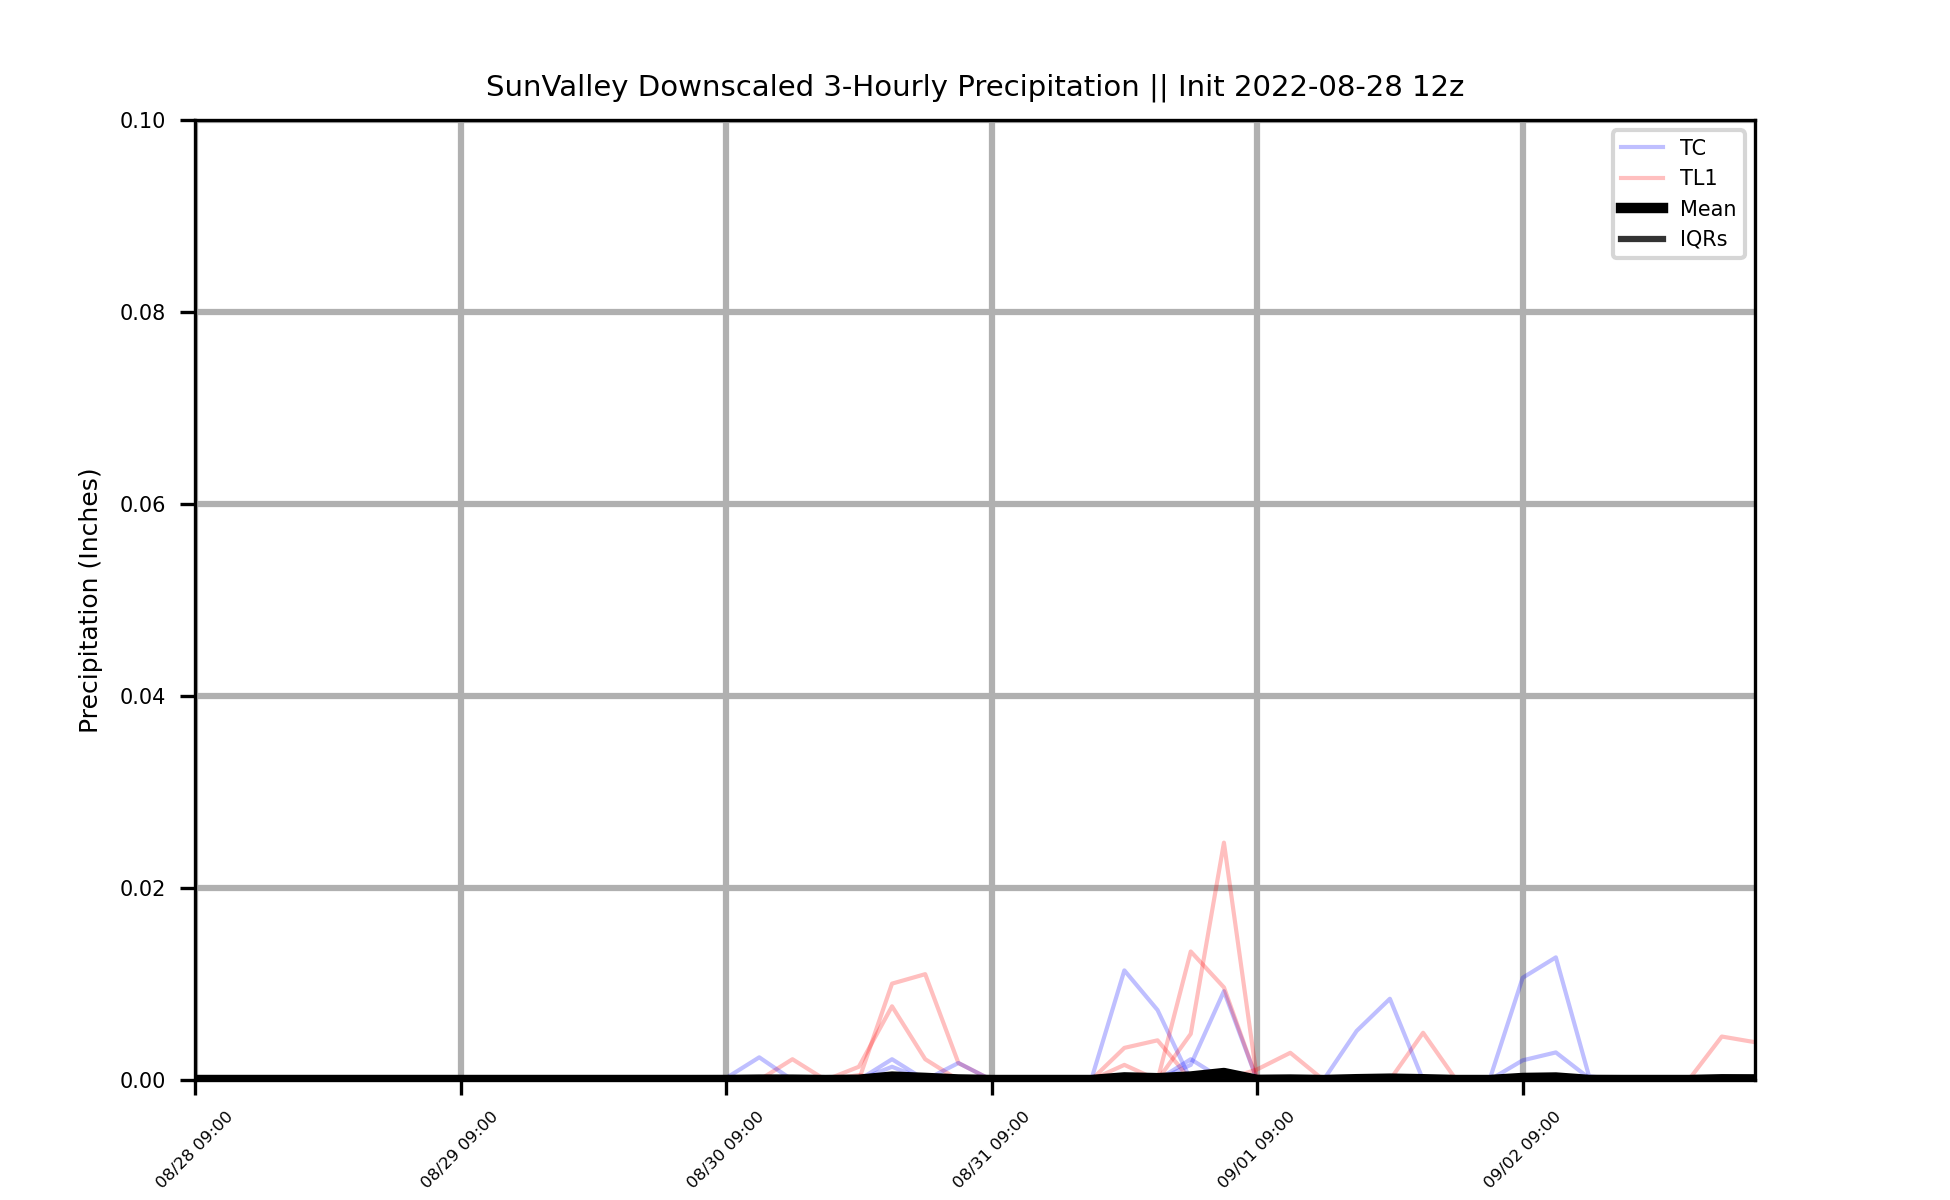 SunValley Downscaled 3-Hourly Precipitation || Init 2022-08-28 12z
TC
TL1
Mean
IQRs
Precipitation (Inches)
0.10
0.08
0.06
0.04
0.02
0.00
08/28 09:00
08/29 09:00
08/30 09:00
08/31 09:00
09/01 09:00
09/02 09:00